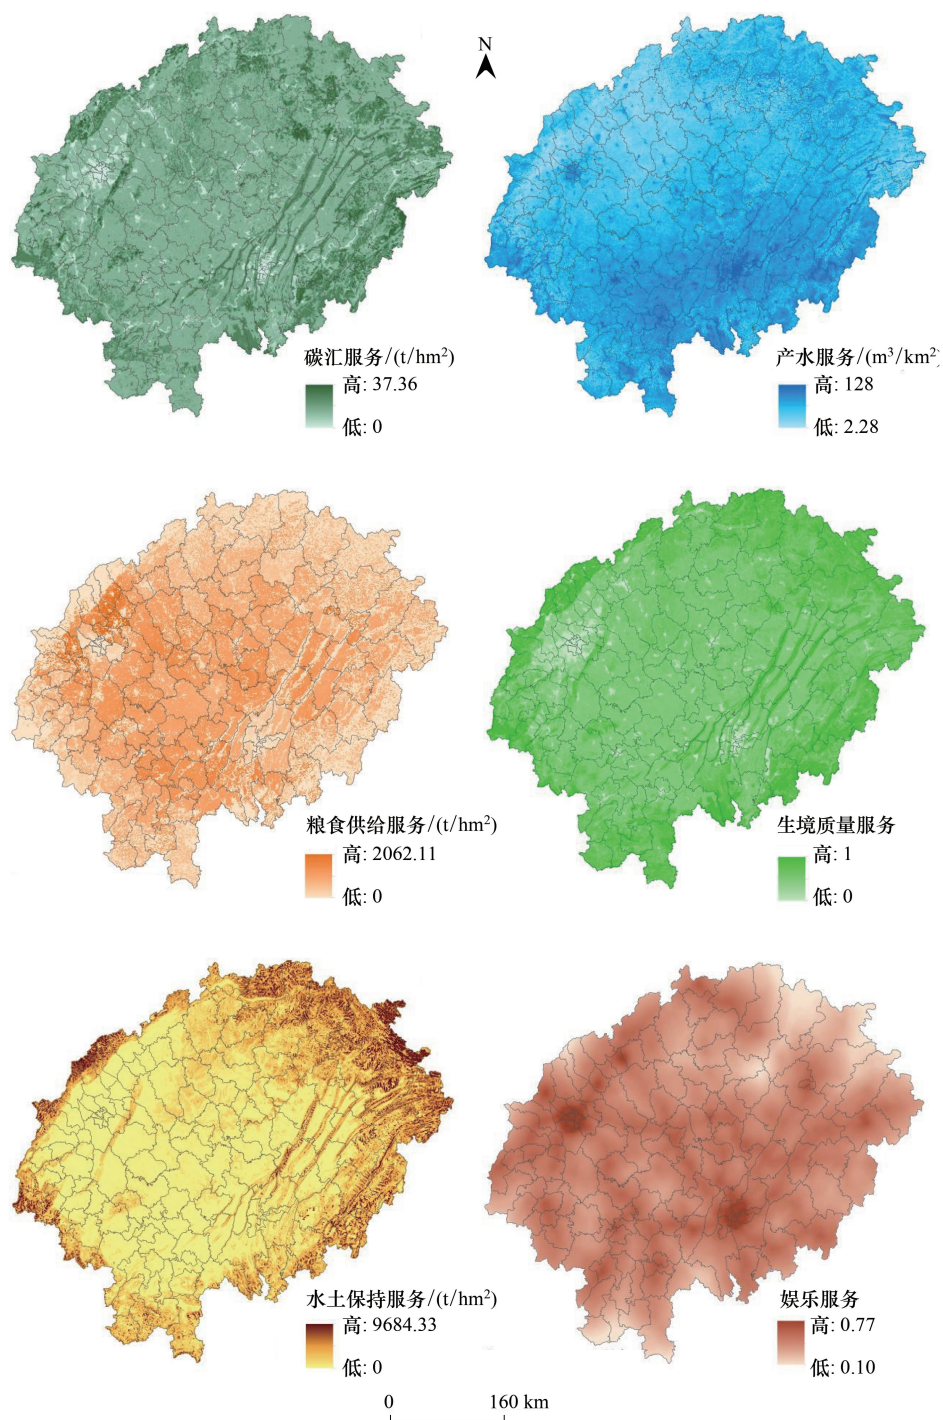 N
碳汇服务/(t/hm²)
高: 37.36
低: 0
产水服务/(m³/km²)
高: 128
低: 2.28
粮食供给服务/(t/hm²)
高: 2062.11
低: 0
生境质量服务
高: 1
低: 0
水土保持服务/(t/hm²)
高: 9684.33
低: 0
娱乐服务
高: 0.77
低: 0.10
0 160 km